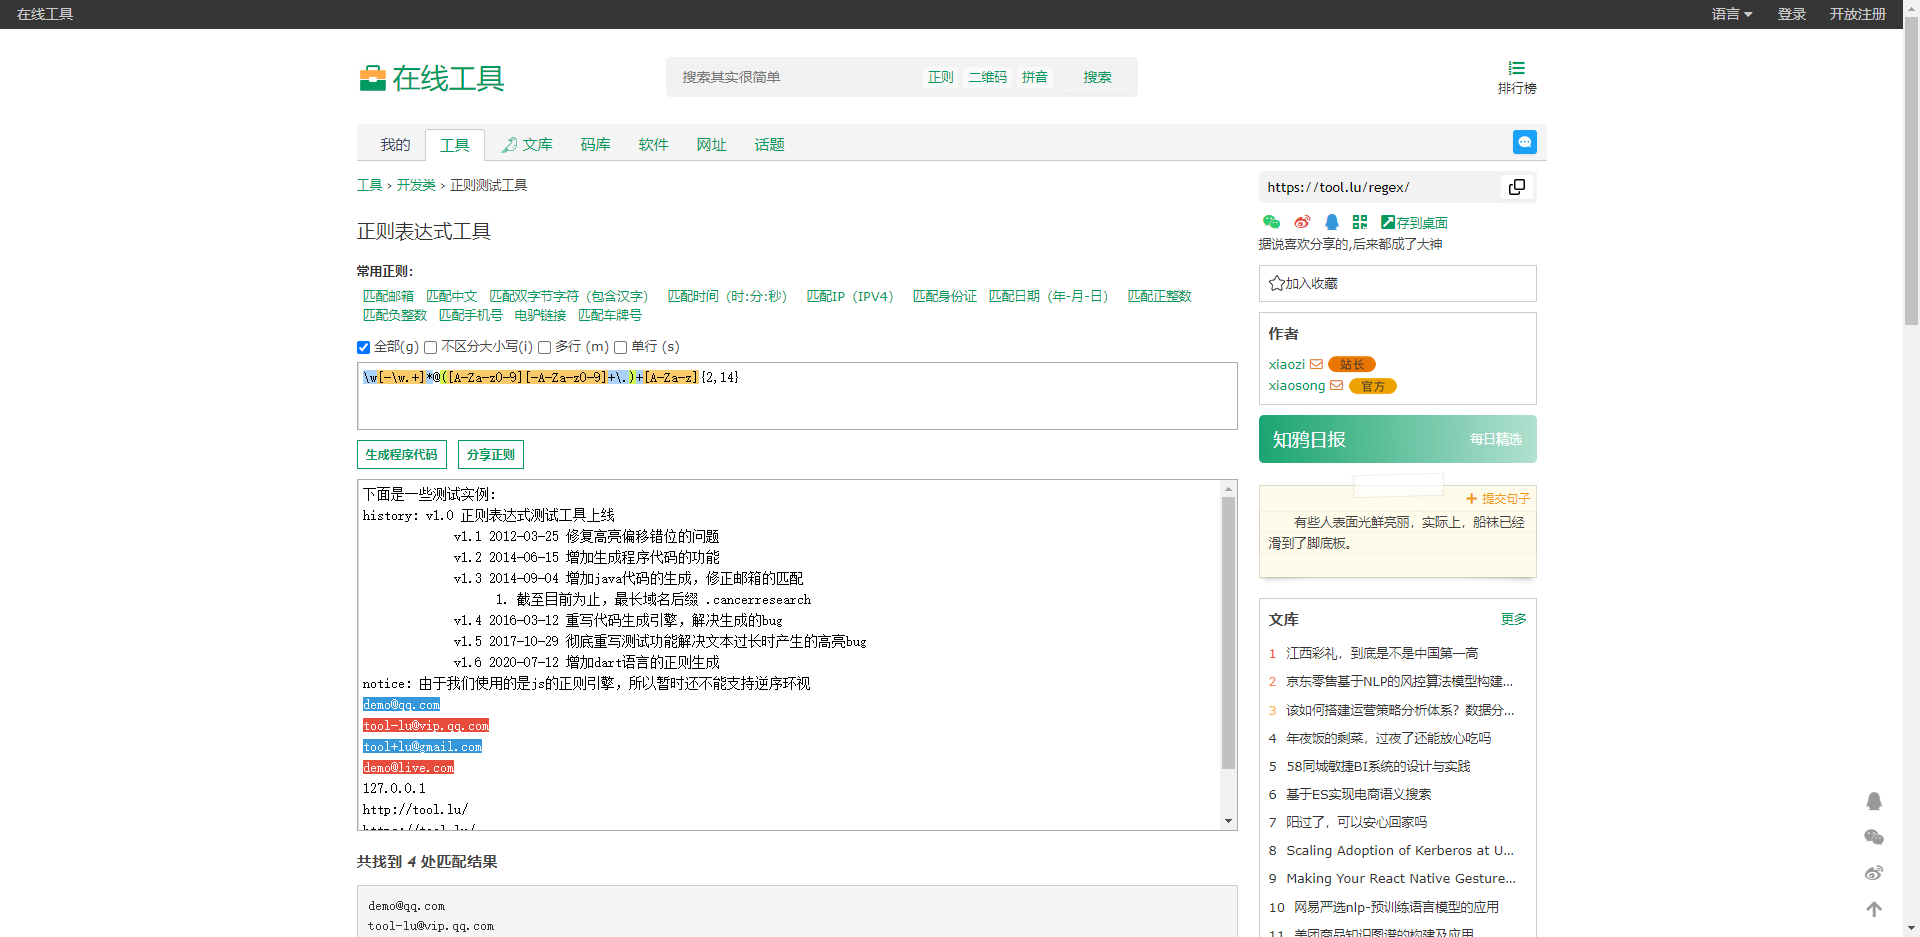 在线工具
语言 登录 开放注册
在线工具
搜索其实很简单 正则 二维码 拼音 搜索
排行榜
我的 工具 文库 码库 软件 网址 话题
工具 › 开发类 › 正则测试工具
正则表达式工具
常用正则:
匹配邮箱 匹配中文 匹配双字节字符（包含汉字） 匹配时间（时:分:秒） 匹配IP（IPV4） 匹配身份证 匹配日期（年-月-日） 匹配正整数
匹配负整数 匹配手机号 电驴链接 匹配车牌号
全部(g) 不区分大小写(i) 多行 (m) 单行 (s)
\w[-\w.+]*@([A-Za-z0-9][-A-Za-z0-9]+\.)+[A-Za-z]{2,14}
生成程序代码 分享正则
下面是一些测试实例:
history: v1.0 正则表达式测试工具上线
v1.1 2012-03-25 修复高亮偏移错位的问题
v1.2 2014-06-15 增加生成程序代码的功能
v1.3 2014-09-04 增加java代码的生成，修正邮箱的匹配
1. 截至目前为止，最长域名后缀 .cancerresearch
v1.4 2016-03-12 重写代码生成引擎，解决生成的bug
v1.5 2017-10-29 彻底重写测试功能解决文本过长时产生的高亮bug
v1.6 2020-07-12 增加dart语言的正则生成
notice: 由于我们使用的是js的正则引擎，所以暂时还不能支持逆序环视
demo@qq.com
tool-lu@vip.qq.com
tool+lu@gmail.com
demo@live.com
127.0.0.1
http://tool.lu/
https://tool.lu/
共找到 4 处匹配结果
demo@qq.com
tool-lu@vip.qq.com
https://tool.lu/regex/
存到桌面
据说喜欢分享的,后来都成了大神
加入收藏
作者
xiaozi 站长
xiaosong 官方
知鸦日报 每日精选
提交句子
有些人表面光鲜亮丽，实际上，船袜已经
滑到了脚底板。
文库 更多
1 江西彩礼，到底是不是中国第一高
2 京东零售基于NLP的风控算法模型构建...
3 该如何搭建运营策略分析体系？数据分...
4 年夜饭的剩菜，过夜了还能放心吃吗
5 58同城敏捷BI系统的设计与实践
6 基于ES实现电商语义搜索
7 阳过了，可以安心回家吗
8 Scaling Adoption of Kerberos at U...
9 Making Your React Native Gesture...
10 网易严选nlp-预训练语言模型的应用
11 美团商品知识图谱的构建及应用